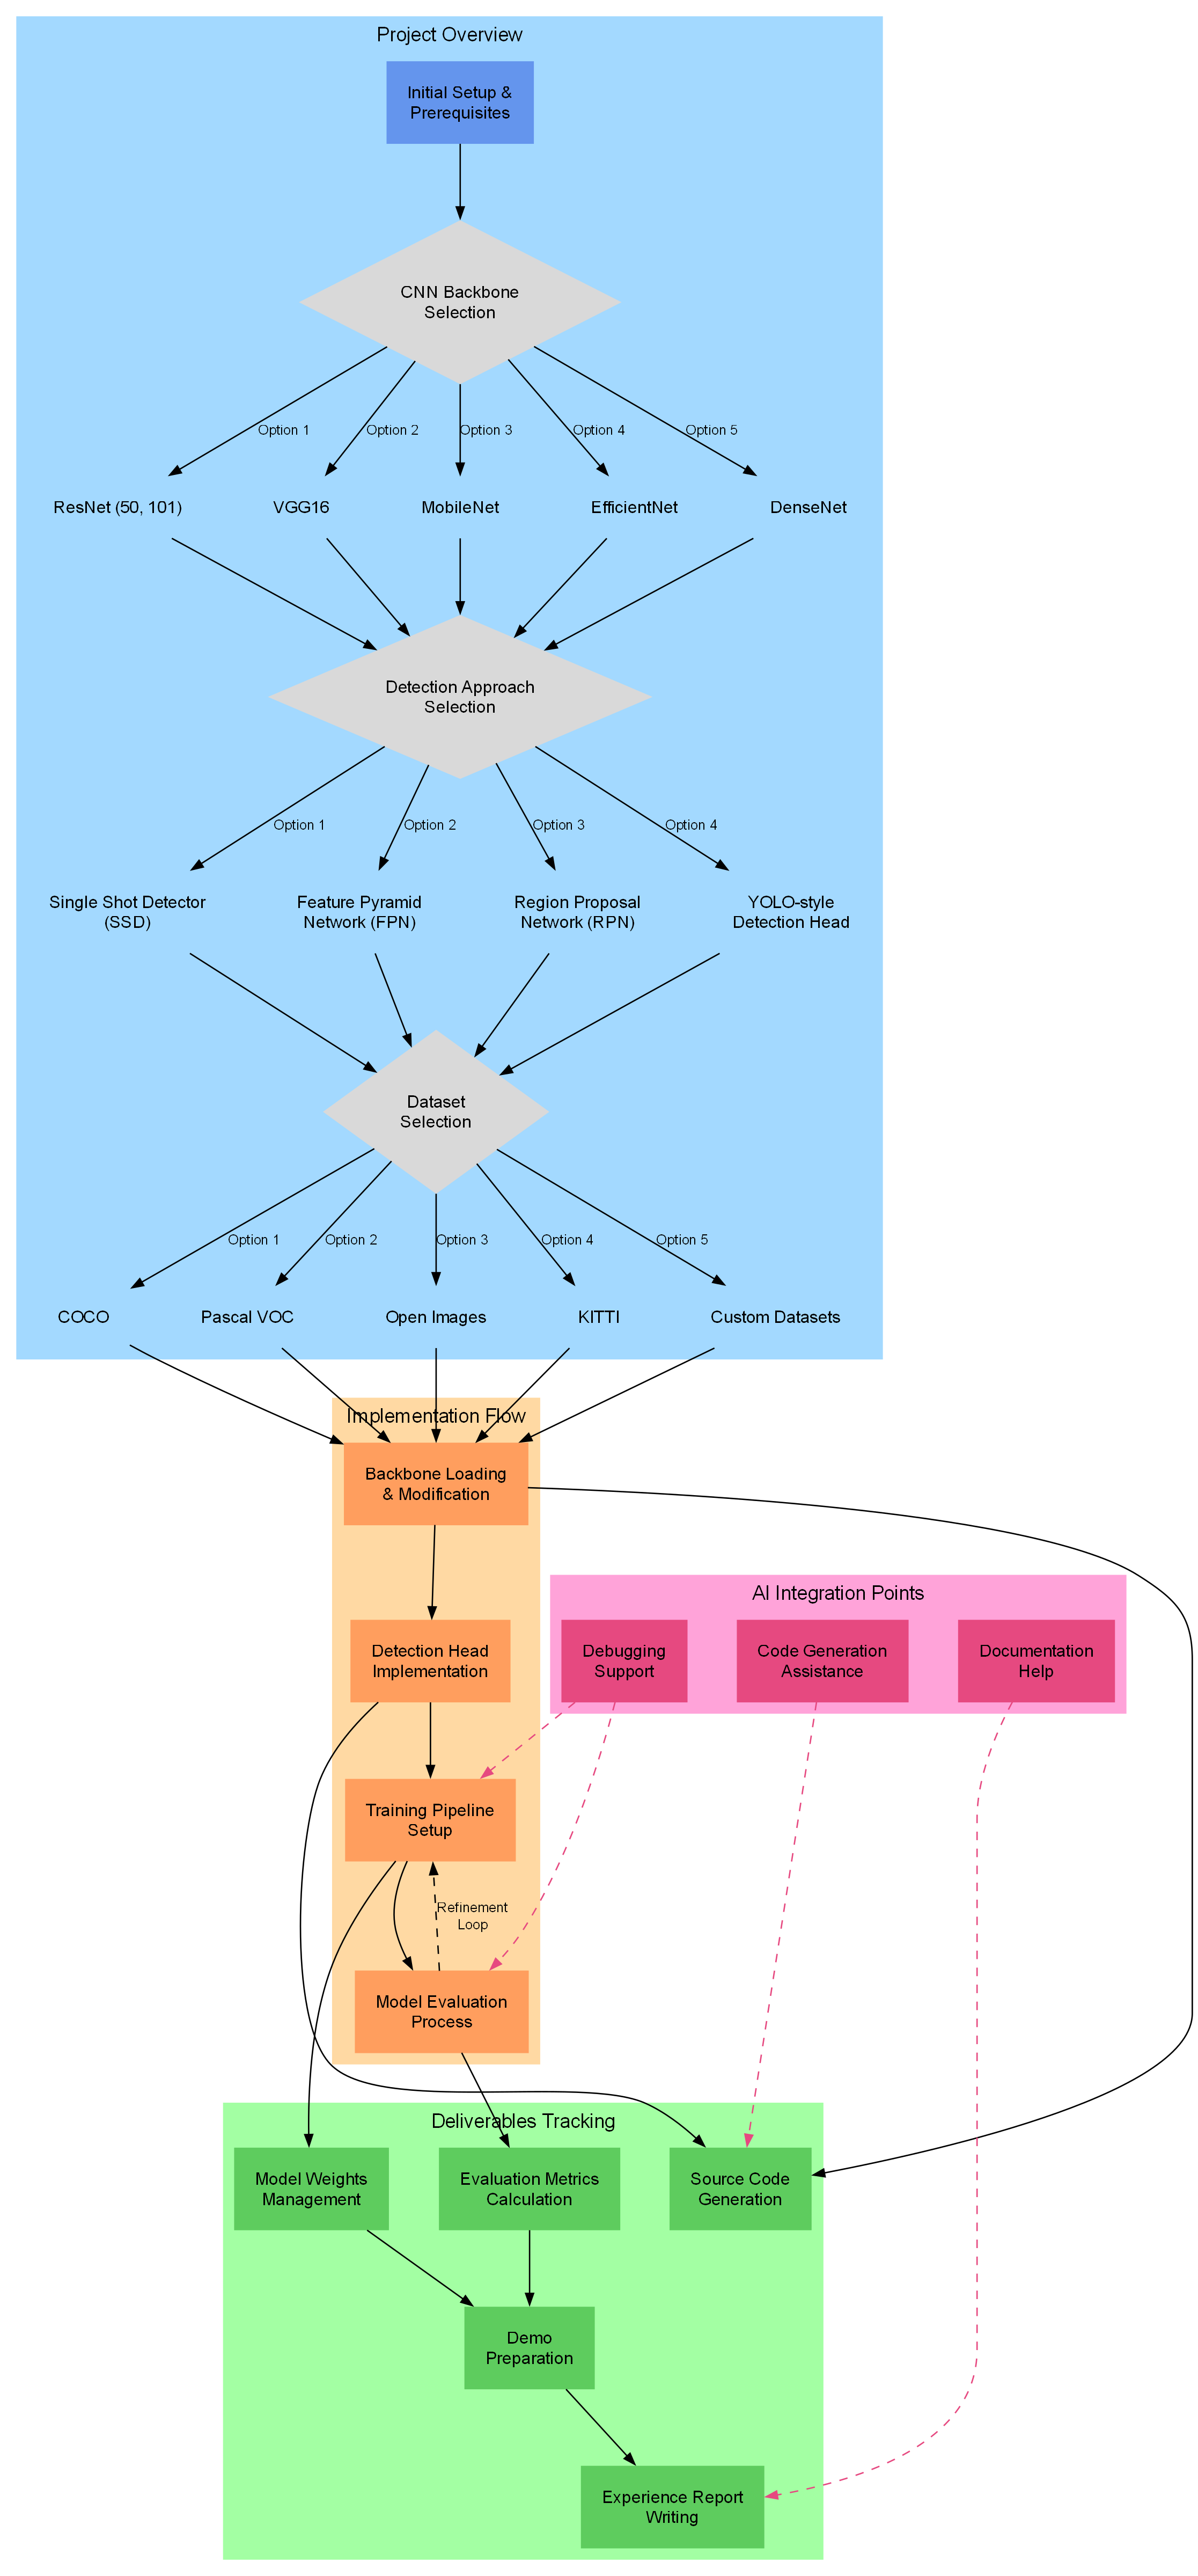 Project Overview
Initial Setup &
Prerequisites
CNN Backbone
Selection
Option 1
Option 2
Option 3
Option 4
Option 5
ResNet (50, 101)
VGG16
MobileNet
EfficientNet
DenseNet
Detection Approach
Selection
Option 1
Option 2
Option 3
Option 4
Single Shot Detector
(SSD)
Feature Pyramid
Network (FPN)
Region Proposal
Network (RPN)
YOLO-style
Detection Head
Dataset
Selection
Option 1
Option 2
Option 3
Option 4
Option 5
COCO
Pascal VOC
Open Images
KITTI
Custom Datasets
Implementation Flow
Backbone Loading
& Modification
AI Integration Points
Detection Head
Implementation
Debugging
Support
Code Generation
Assistance
Documentation
Help
Training Pipeline
Setup
Refinement
Loop
Model Evaluation
Process
Deliverables Tracking
Model Weights
Management
Evaluation Metrics
Calculation
Source Code
Generation
Demo
Preparation
Experience Report
Writing